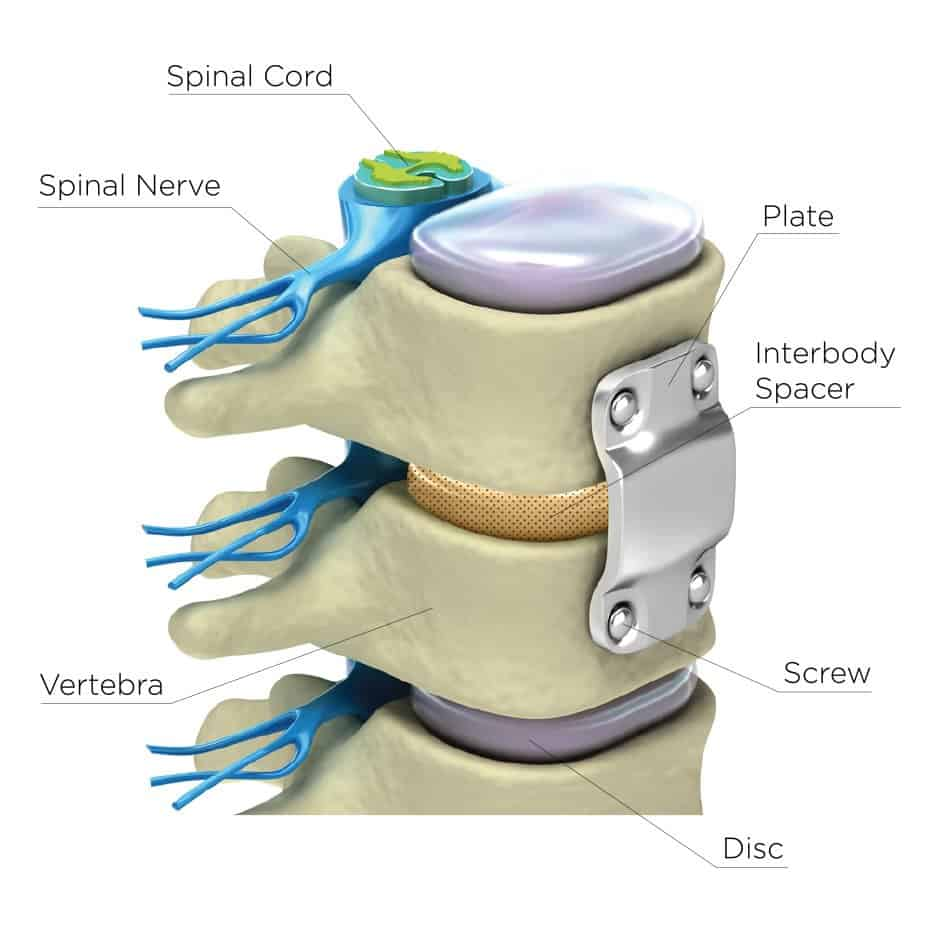 Spinal Cord
Spinal Nerve
Plate
Interbody
Spacer
Vertebra
Screw
Disc